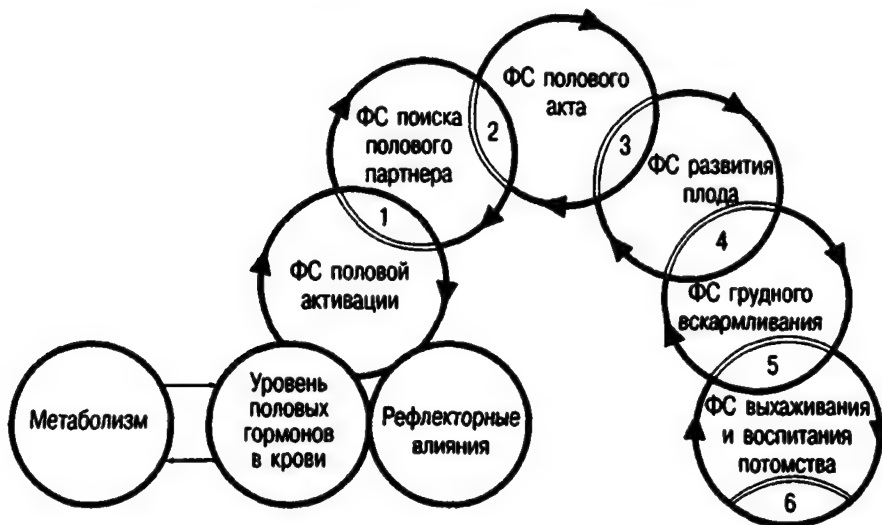 ФС полового
акта
2
ФС поиска
полового
партнера
3
ФС развития
плода
1
4
ФС половой
активации
ФС грудного
вскармливания
5
Уровень
половых
гормонов
в крови
Метаболизм
Рефлекторные
влияния
ФС выхаживания
и воспитания
потомства
6